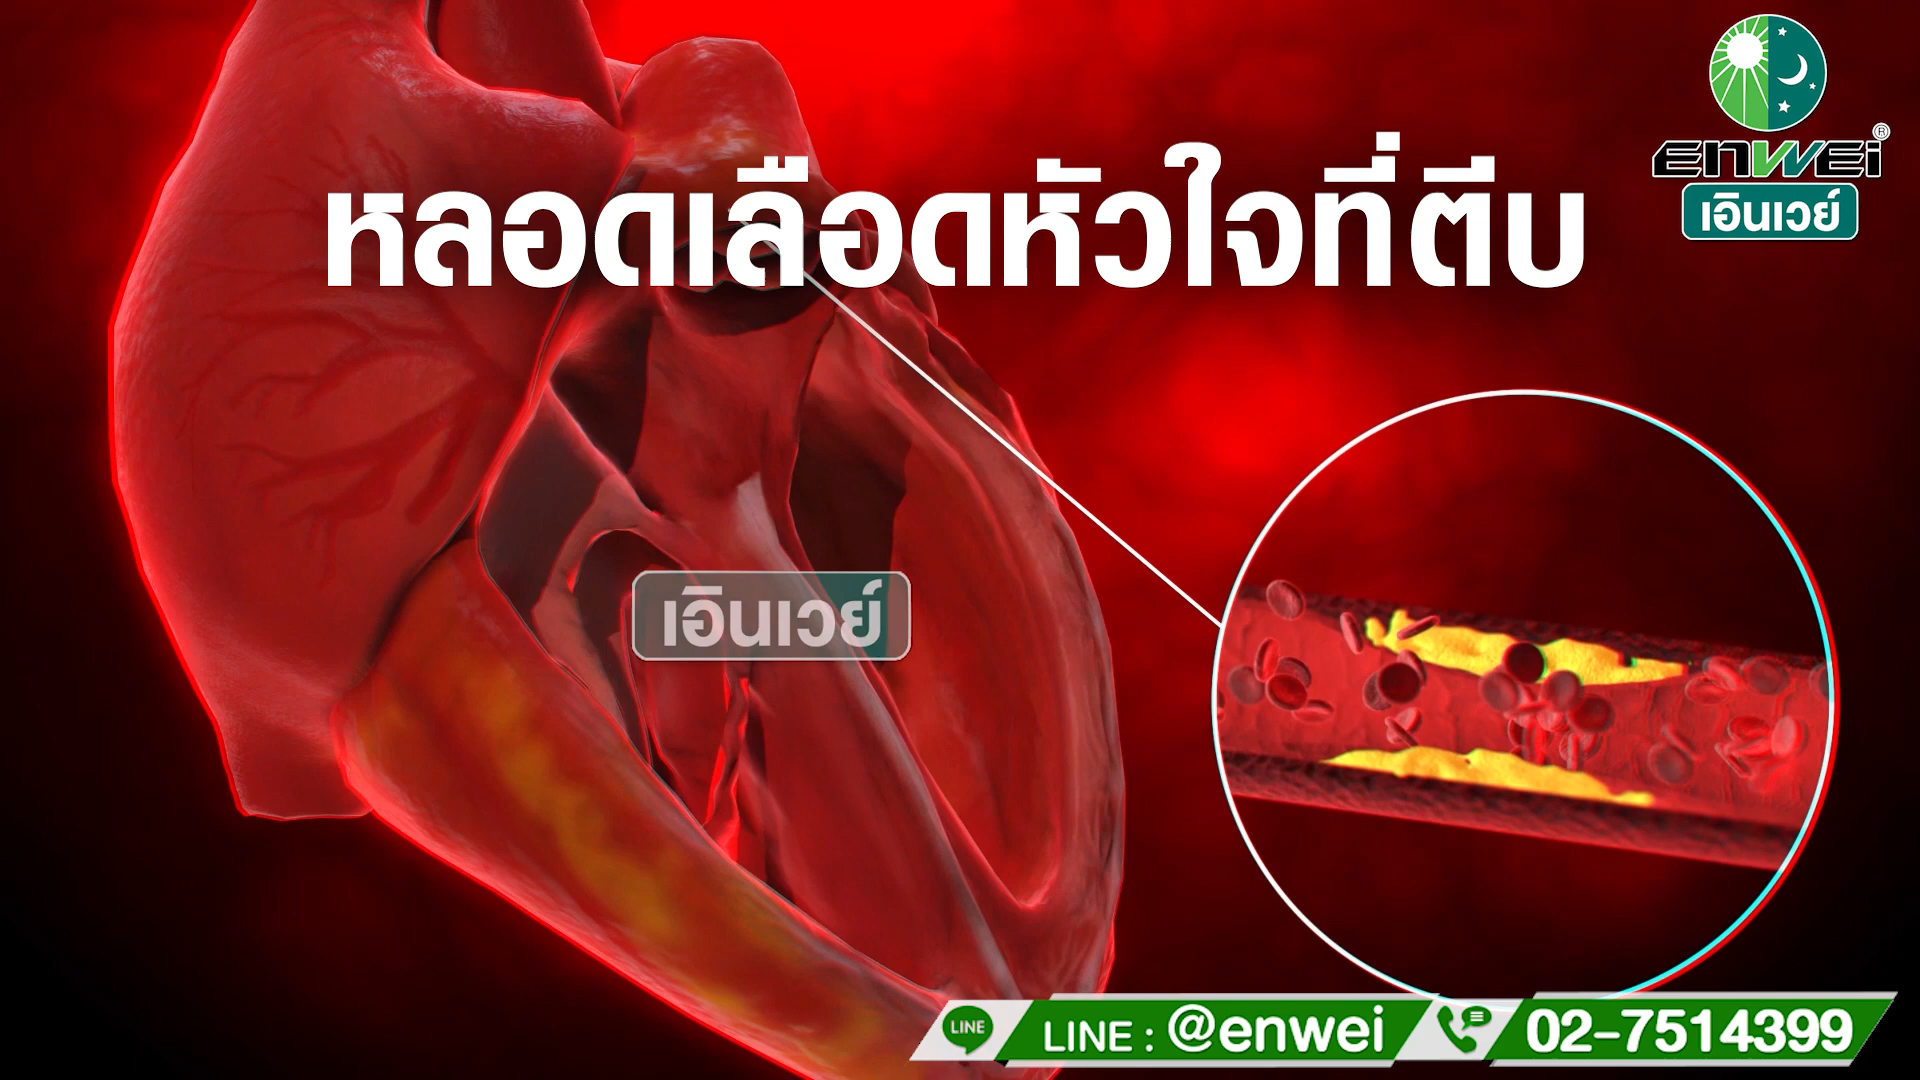 หลอดเลือดหัวใจที่ตีบ
ENWEI®
เอินเวย์
เอินเวย์
LINE
LINE : @enwei
02-7514399